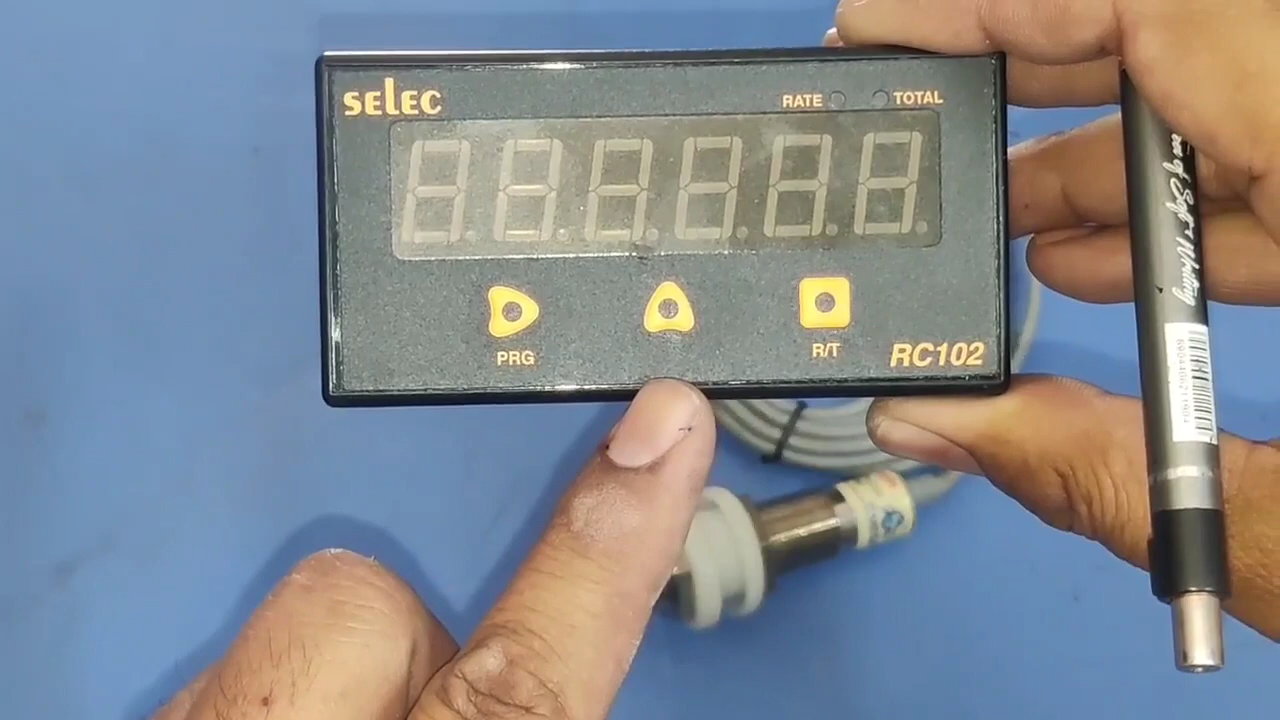 selec
RATE TOTAL
PRG
R/T
RC102